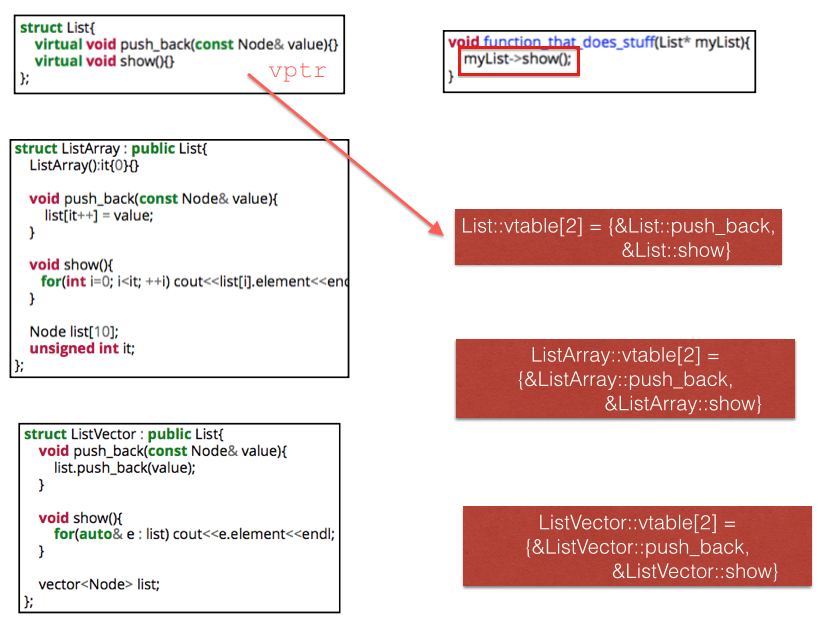 struct List{
virtual void push_back(const Node& value){}
virtual void show(){}
};
vptr
void function_that_does_stuff(List* myList){
myList->show();
}
struct ListArray : public List{
ListArray():it{0}{}
void push_back(const Node& value){
list[it++] = value;
}
void show(){
for(int i=0; i<it; ++i) cout<<list[i].element<<end
}
Node list[10];
unsigned int it;
};
List::vtable[2] = {&List::push_back,
&List::show}
ListArray::vtable[2] =
{&ListArray::push_back,
&ListArray::show}
struct ListVector : public List{
void push_back(const Node& value){
list.push_back(value);
}
void show(){
for(auto& e : list) cout<<e.element<<endl;
}
vector<Node> list;
};
ListVector::vtable[2] =
{&ListVector::push_back,
&ListVector::show}